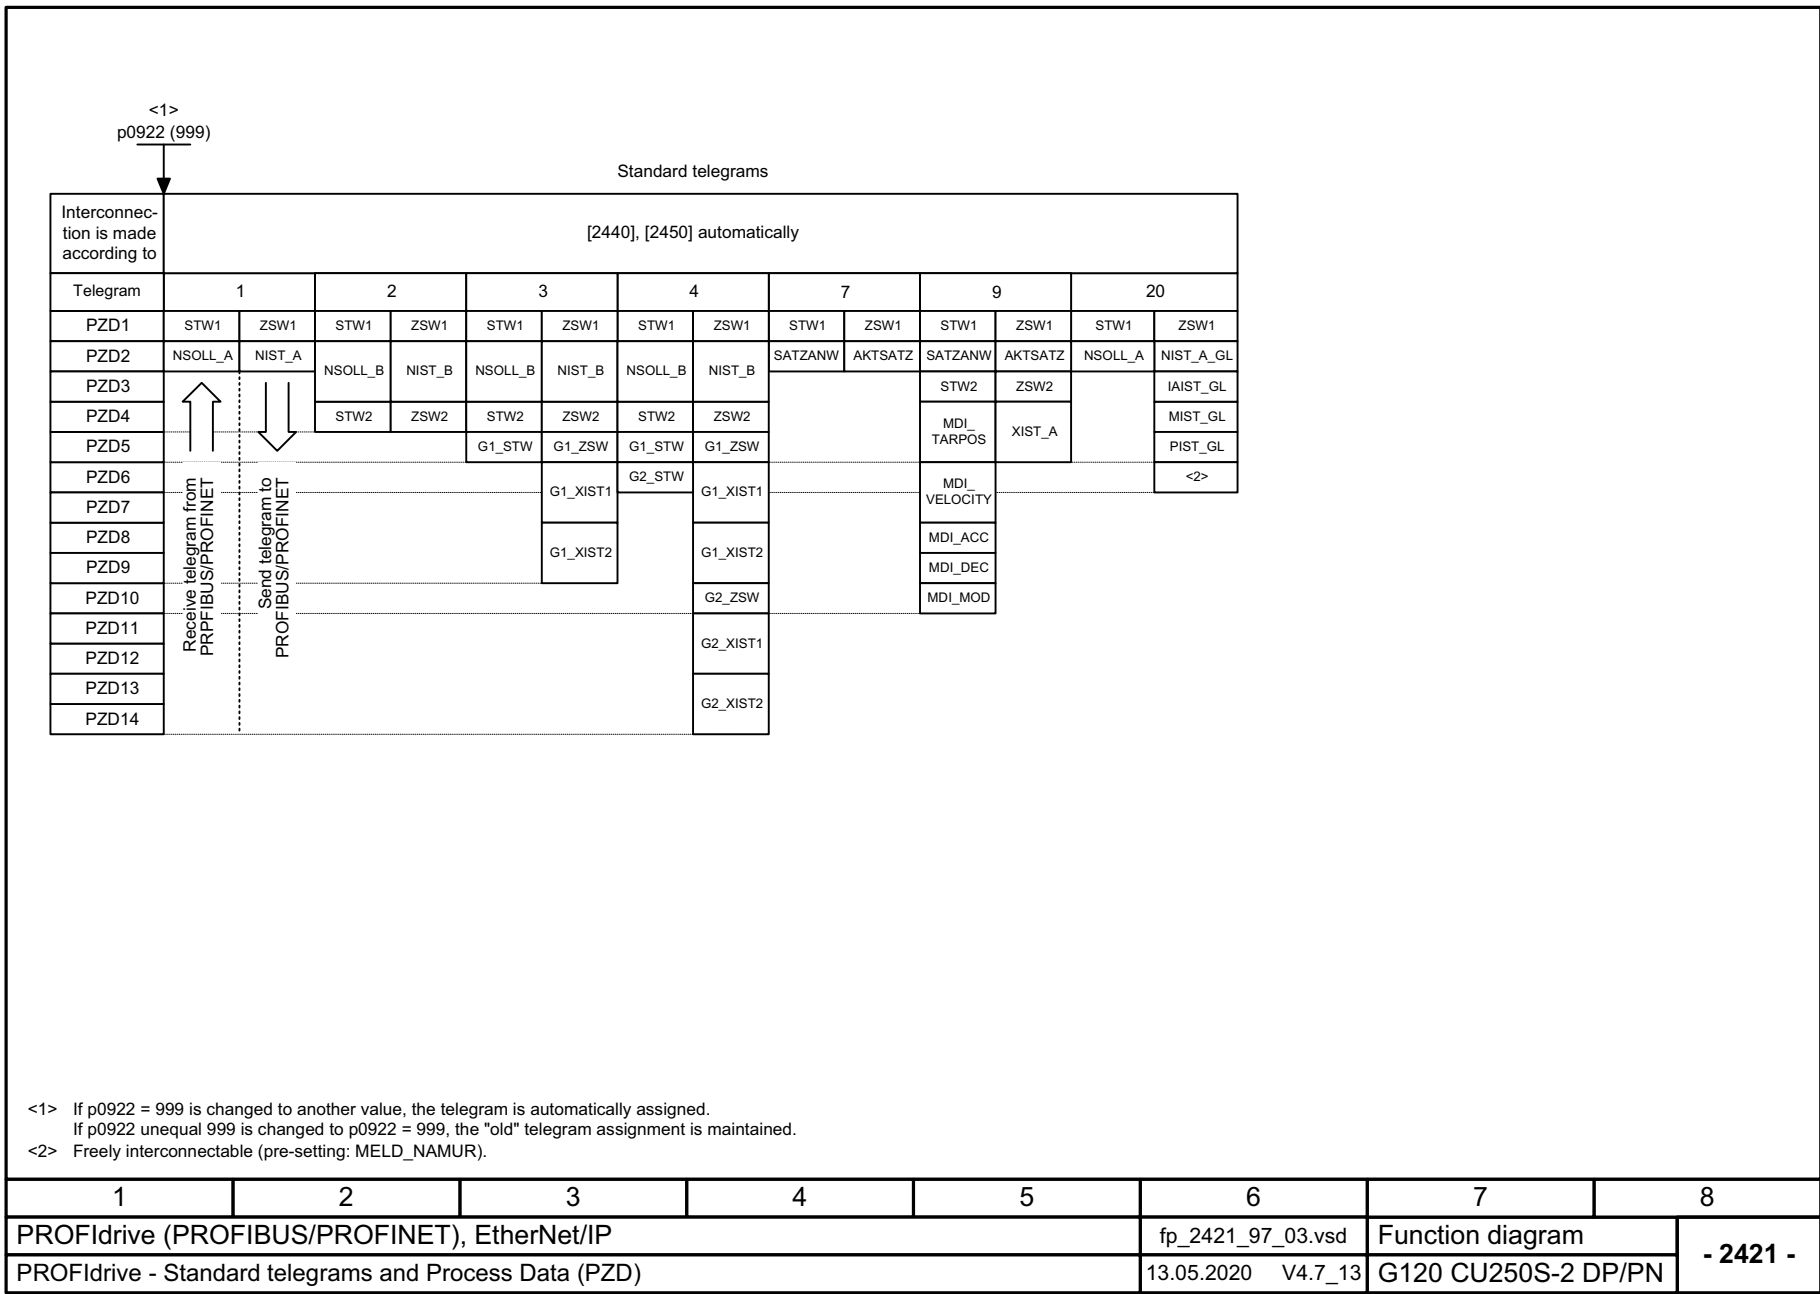 <1>
p0922 (999)
Standard telegrams
Interconnec-
tion is made
according to
[2440], [2450] automatically
Telegram 1 2 3 4 7 9 20
PZD1 STW1 ZSW1 STW1 ZSW1 STW1 ZSW1 STW1 ZSW1 STW1 ZSW1 STW1 ZSW1 STW1 ZSW1
PZD2 NSOLL_A NIST_A NSOLL_B NIST_B NSOLL_B NIST_B NSOLL_B NIST_B SATZANW AKTSATZ SATZANW AKTSATZ NSOLL_A NIST_A_GL
PZD3 STW2 ZSW2 IAIST_GL
PZD4 STW2 ZSW2 STW2 ZSW2 STW2 ZSW2 MDI_ XIST_A MIST_GL
PZD5 G1_STW G1_ZSW G1_STW G1_ZSW TARPOS PIST_GL
PZD6 G1_XIST1 G2_STW G1_XIST1 MDI_ <2>
PZD7 VELOCITY
PZD8 G1_XIST2 G1_XIST2 MDI_ACC
PZD9 MDI_DEC
PZD10 G2_ZSW MDI_MOD
PZD11 G2_XIST1
PZD12
PZD13 G2_XIST2
PZD14
Receive telegram from
PRPFIBUS/PROFINET
Send telegram to
PROFIBUS/PROFINET
<1> If p0922 = 999 is changed to another value, the telegram is automatically assigned.
If p0922 unequal 999 is changed to p0922 = 999, the "old" telegram assignment is maintained.
<2> Freely interconnectable (pre-setting: MELD_NAMUR).
1 2 3 4 5 6 7 8
PROFIdrive (PROFIBUS/PROFINET), EtherNet/IP fp_2421_97_03.vsd Function diagram
- 2421 -
PROFIdrive - Standard telegrams and Process Data (PZD) 13.05.2020 V4.7_13 G120 CU250S-2 DP/PN